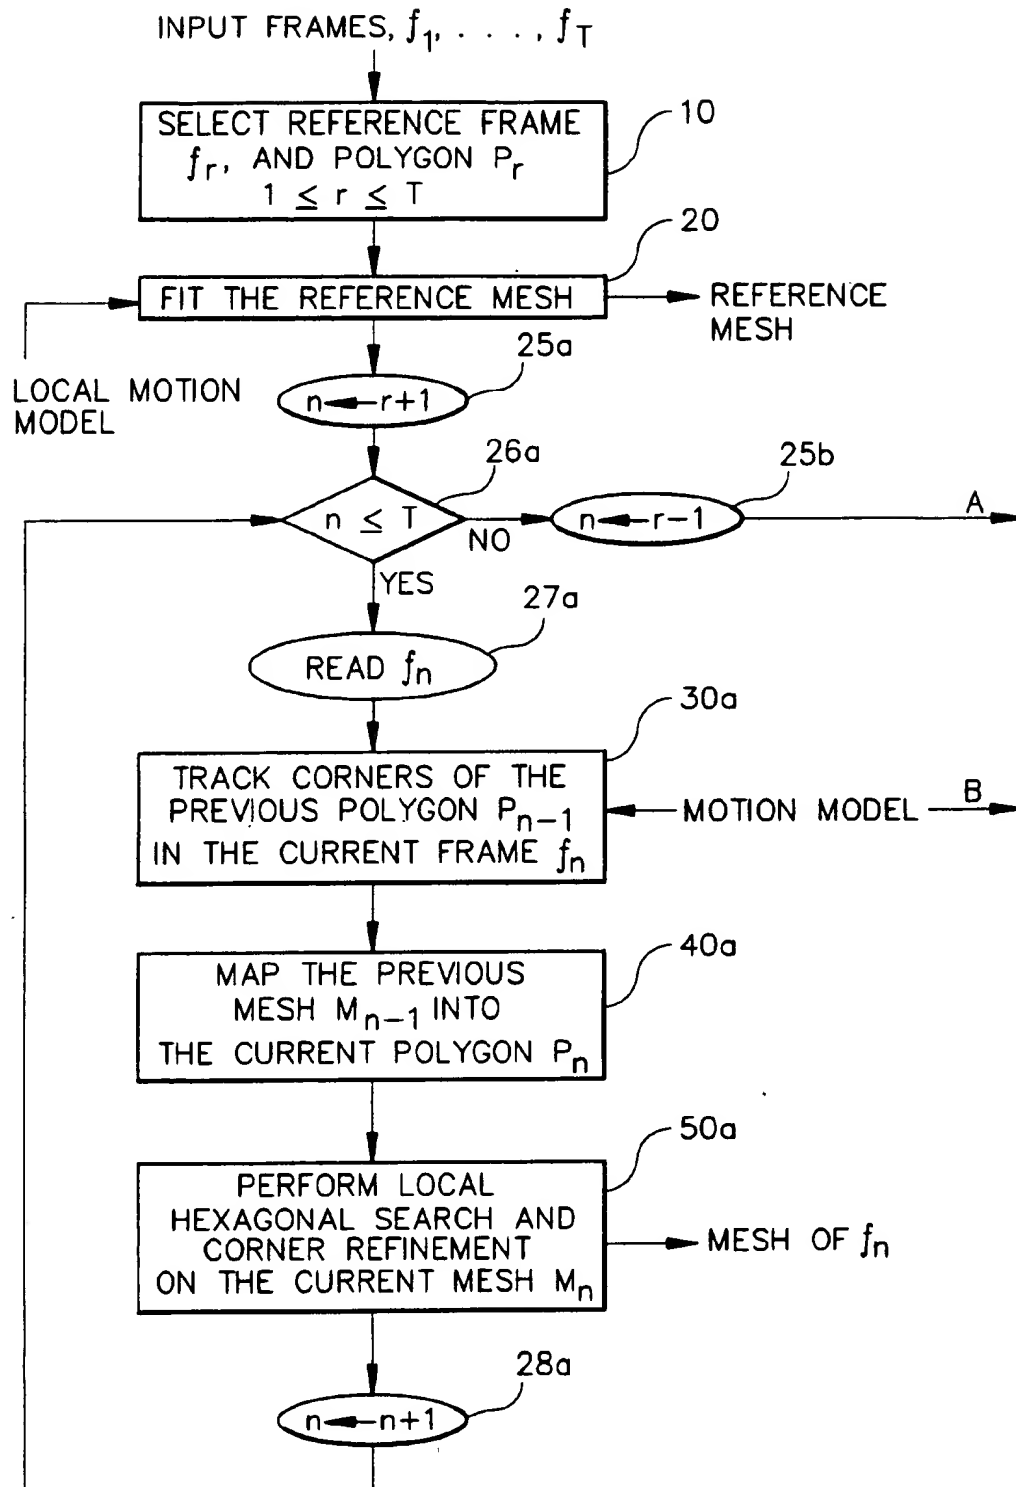 INPUT FRAMES, f1, . . . , fT
SELECT REFERENCE FRAME
fr, AND POLYGON Pr
1 ≤ r ≤ T
10
FIT THE REFERENCE MESH
20
REFERENCE
MESH
LOCAL MOTION
MODEL
n←r+1
25a
n ≤ T
26a
NO
n←r-1
25b
A
YES
READ fn
27a
TRACK CORNERS OF THE
PREVIOUS POLYGON Pn-1
IN THE CURRENT FRAME fn
30a
MOTION MODEL
B
MAP THE PREVIOUS
MESH Mn-1 INTO
THE CURRENT POLYGON Pn
40a
PERFORM LOCAL
HEXAGONAL SEARCH AND
CORNER REFINEMENT
ON THE CURRENT MESH Mn
50a
MESH OF fn
n←n+1
28a